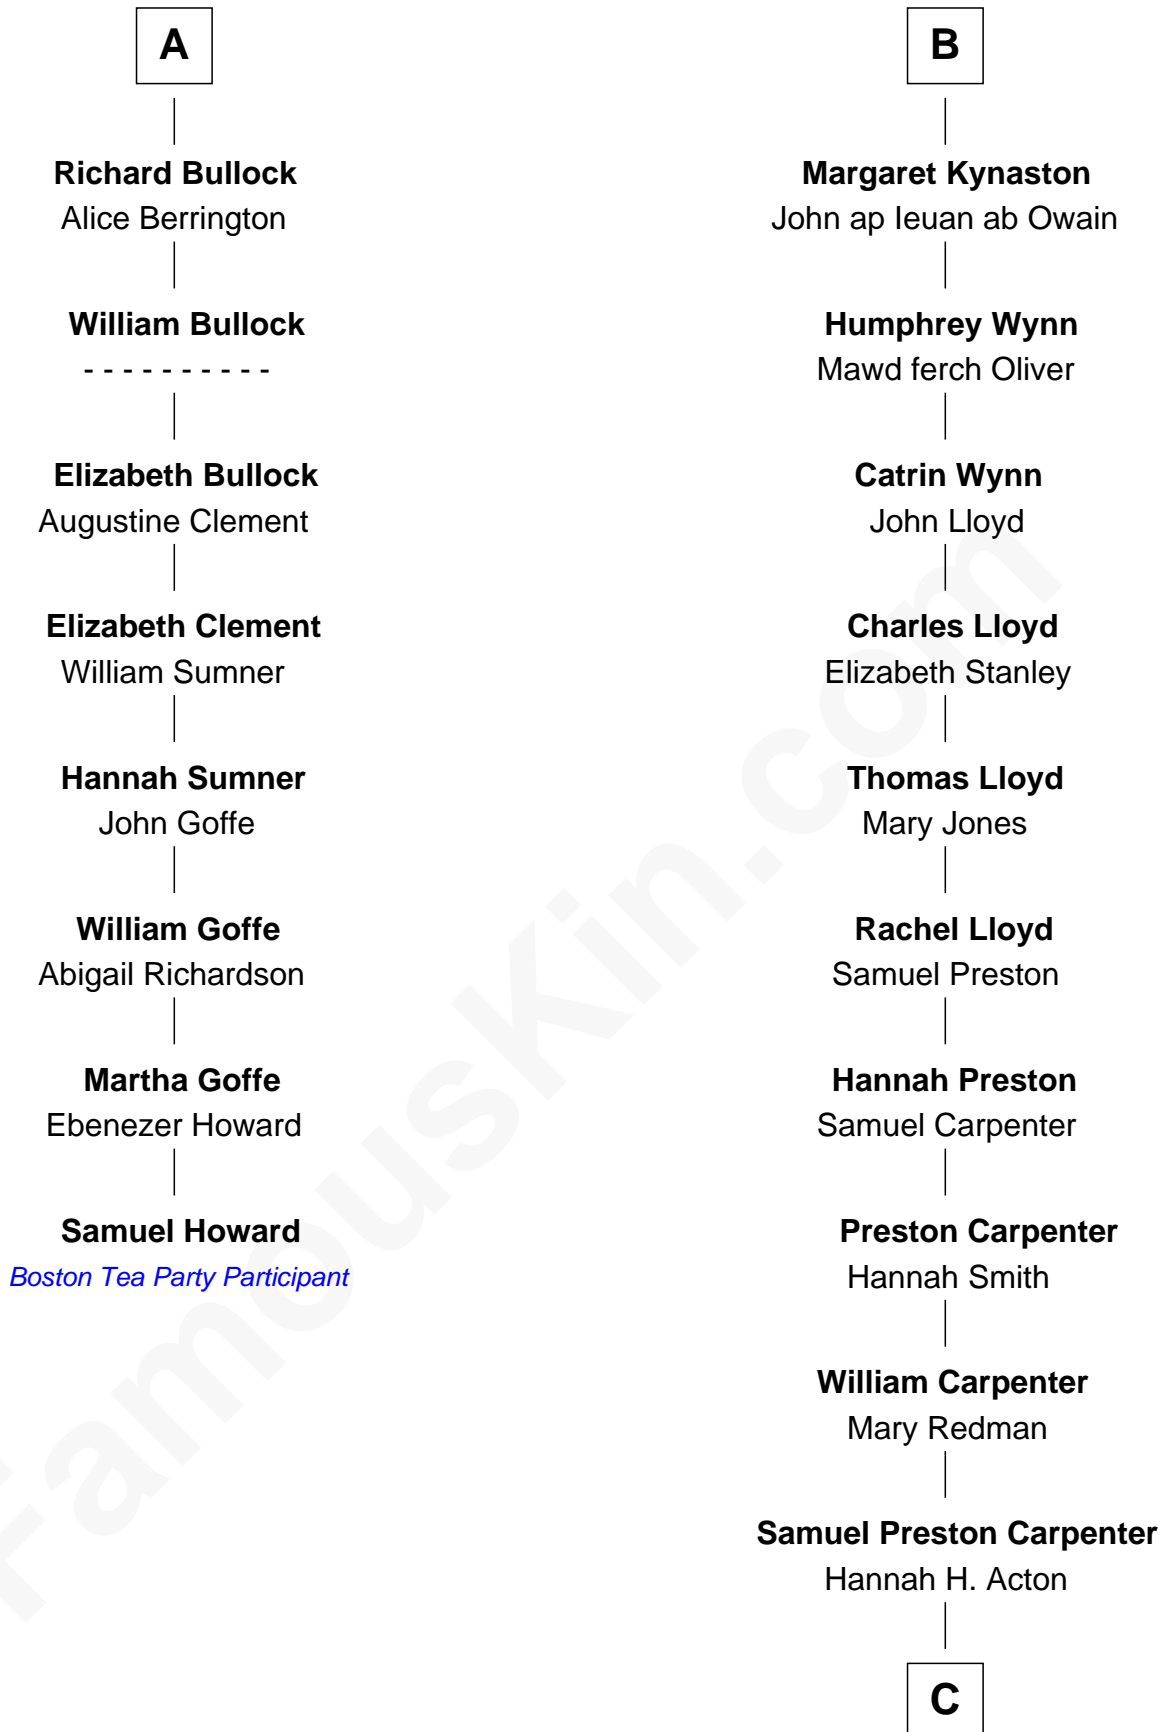 A
Richard Bullock
Alice Berrington
William Bullock
- - - - - - - - - -
Elizabeth Bullock
Augustine Clement
Elizabeth Clement
William Sumner
Hannah Sumner
John Goffe
William Goffe
Abigail Richardson
Martha Goffe
Ebenezer Howard
Samuel Howard
Boston Tea Party Participant
B
Margaret Kynaston
John ap Ieuan ab Owain
Humphrey Wynn
Mawd ferch Oliver
Catrin Wynn
John Lloyd
Charles Lloyd
Elizabeth Stanley
Thomas Lloyd
Mary Jones
Rachel Lloyd
Samuel Preston
Hannah Preston
Samuel Carpenter
Preston Carpenter
Hannah Smith
William Carpenter
Mary Redman
Samuel Preston Carpenter
Hannah H. Acton
C
FamousKin.com